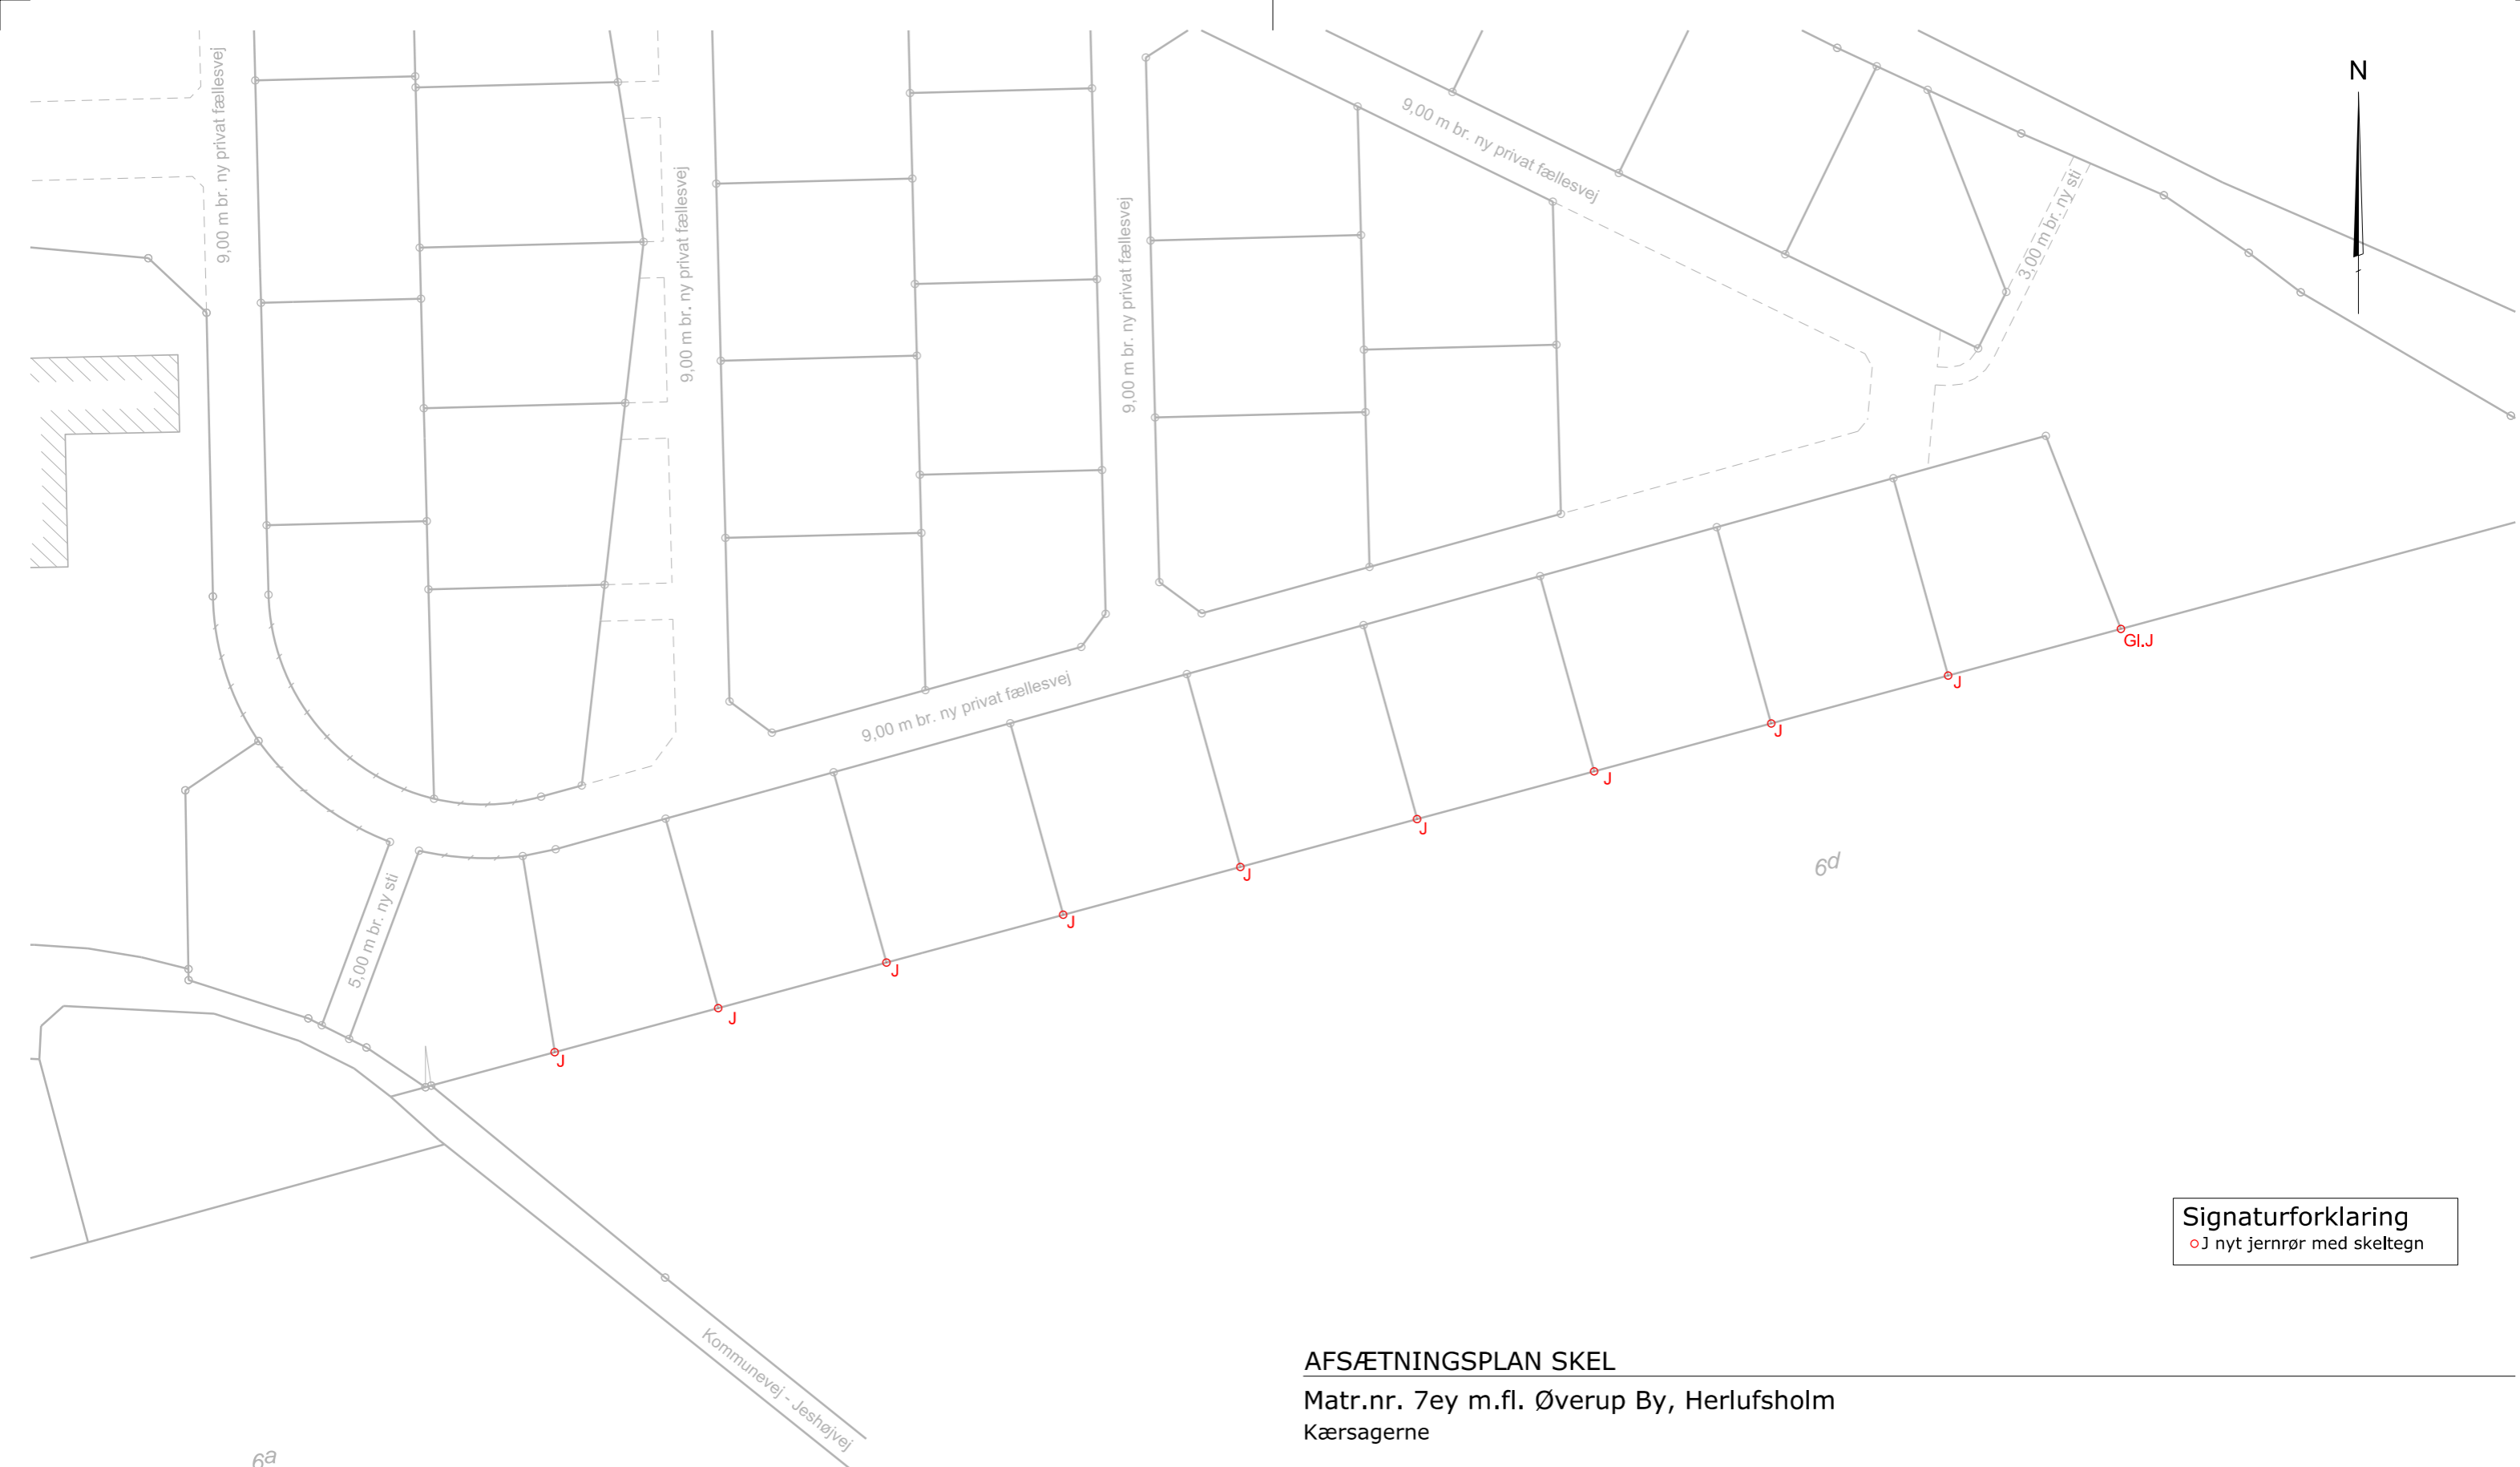 N
9,00 m br. ny privat fællesvej
9,00 m br. ny privat fællesvej
9,00 m br. ny privat fællesvej
9,00 m br. ny privat fællesvej
3,00 m br. ny sti
9,00 m br. ny privat fællesvej
5,00 m br. ny sti
Gl.J
J
J
J
J
J
J
J
J
J
6d
Kommunevej - Jeshøjvej
6a
Signaturforklaring
J nyt jernrør med skeltegn
AFSÆTNINGSPLAN SKEL
Matr.nr. 7ey m.fl. Øverup By, Herlufsholm
Kærsagerne